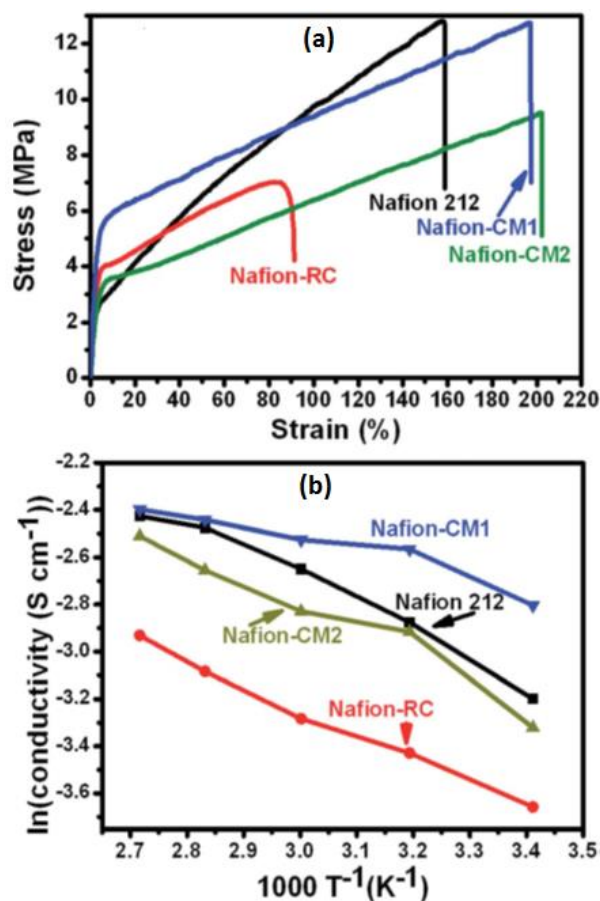 (a)
Stress (MPa)
12
10
8
6
4
2
0
Nafion 212
Nafion-CM1
Nafion-CM2
Nafion-RC
0 20 40 60 80 100 120 140 160 180 200 220
Strain (%)
(b)
ln(conductivity (S cm⁻¹))
-2.2
-2.4
-2.6
-2.8
-3.0
-3.2
-3.4
-3.6
Nafion-CM1
Nafion 212
Nafion-CM2
Nafion-RC
2.7 2.8 2.9 3.0 3.1 3.2 3.3 3.4 3.5
1000 T⁻¹(K⁻¹)